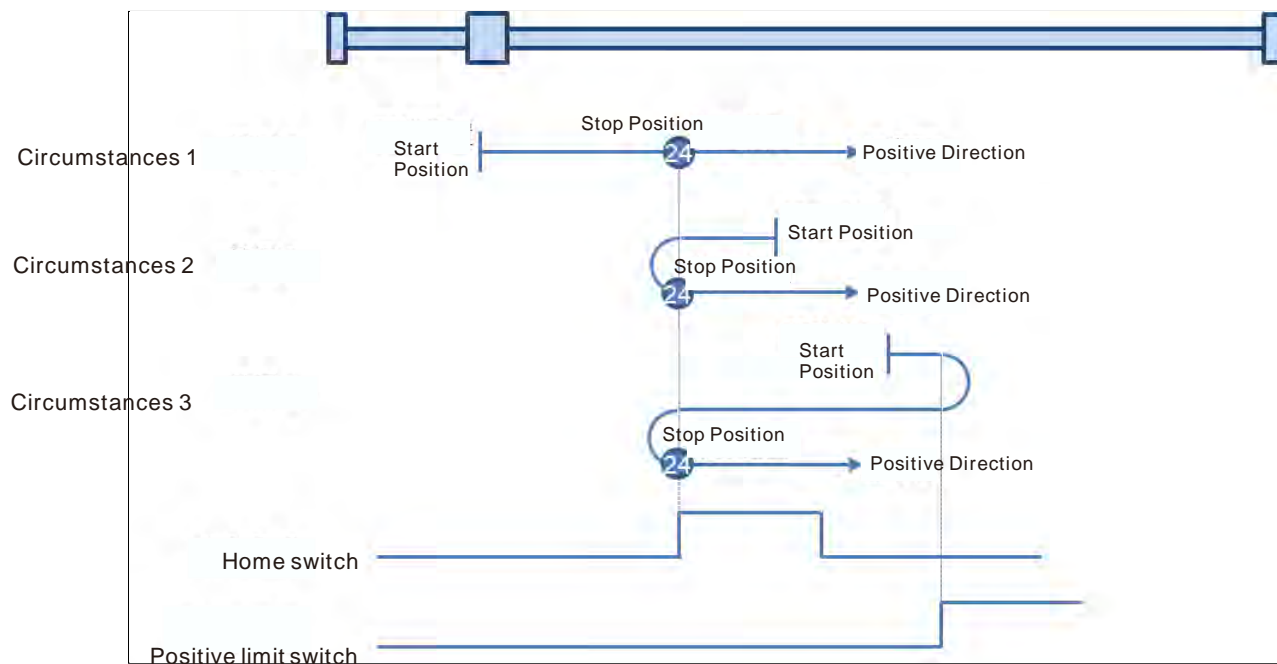 Stop Position
Circumstances 1
Start
Position
24
Positive Direction
Start Position
Circumstances 2
Stop Position
24
Positive Direction
Start
Position
Circumstances 3
Stop Position
24
Positive Direction
Home switch
Positive limit switch